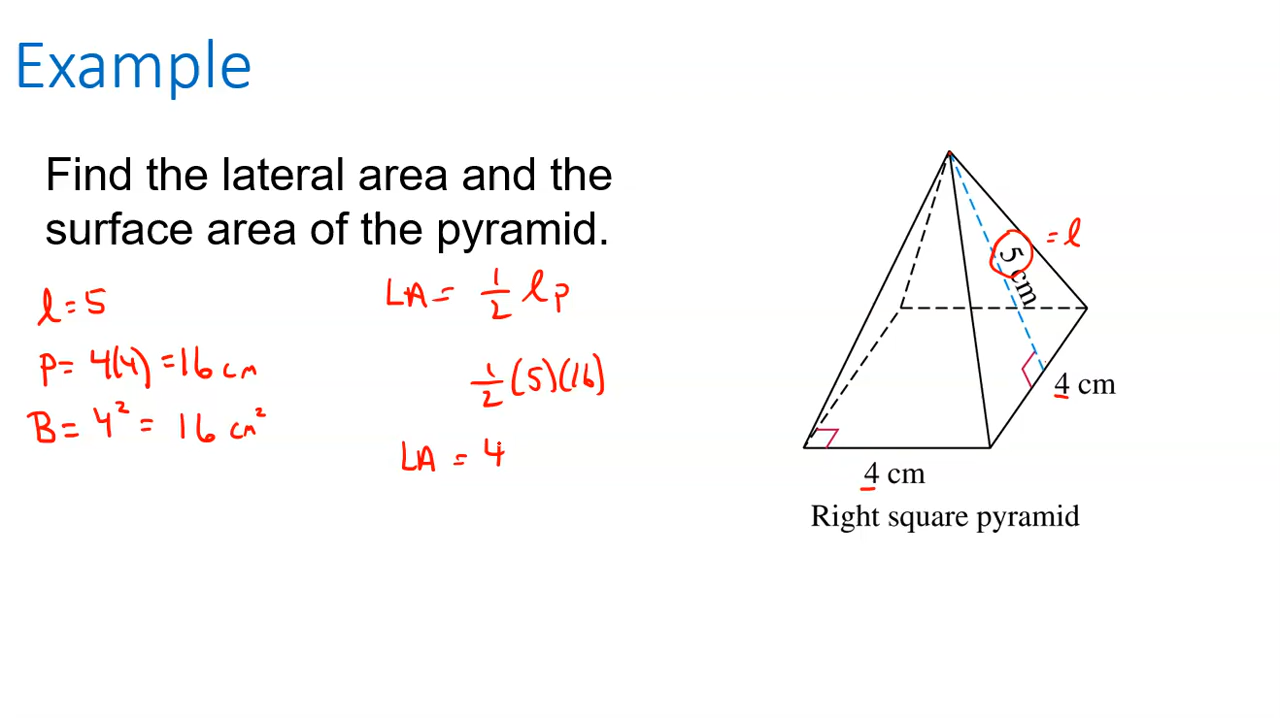 Example
Find the lateral area and the
surface area of the pyramid.
l = 5
P = 4(4) = 16 cm
B = 4² = 16 cm²
LA = 1/2 l p
1/2 (5)(16)
LA = 4
5 cm
= l
4 cm
4 cm
Right square pyramid